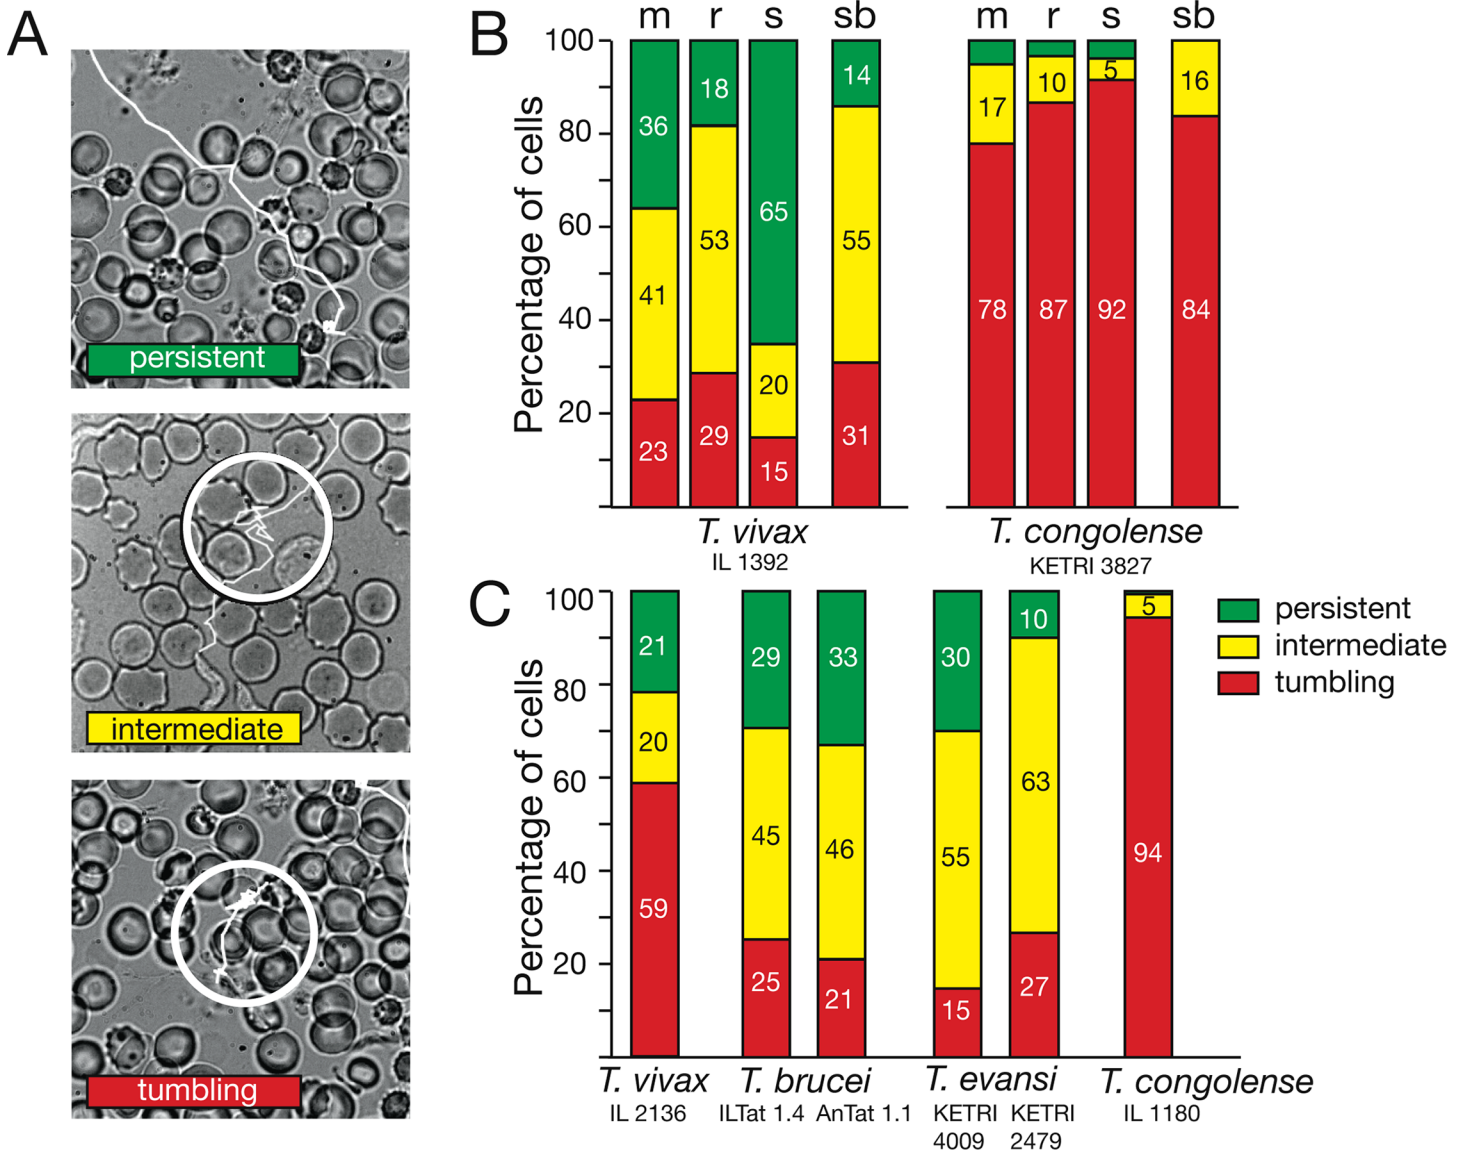 A
persistent
intermediate
tumbling
B
m r s sb m r s sb
Percentage of cells
100
80
60
40
20
36 41 23
18 53 29
65 20 15
14 55 31
17 78
10 87
5 92
16 84
T. vivax
IL 1392
T. congolense
KETRI 3827
C
Percentage of cells
100
80
60
40
20
21 20 59
29 45 25
33 46 21
30 55 15
10 63 27
5 94
T. vivax
IL 2136
T. brucei
ILTat 1.4 AnTat 1.1
T. evansi
KETRI KETRI
4009 2479
T. congolense
IL 1180
persistent
intermediate
tumbling